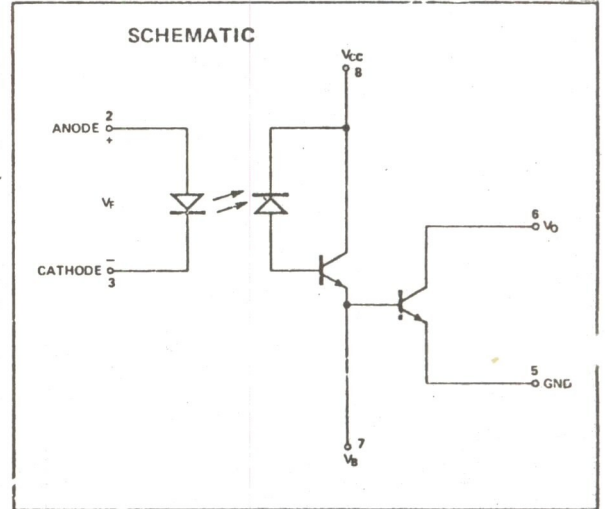 SCHEMATIC
VCC
8
2
ANODE
+
VF
6
VO
–
CATHODE
3
5
GND
7
VB